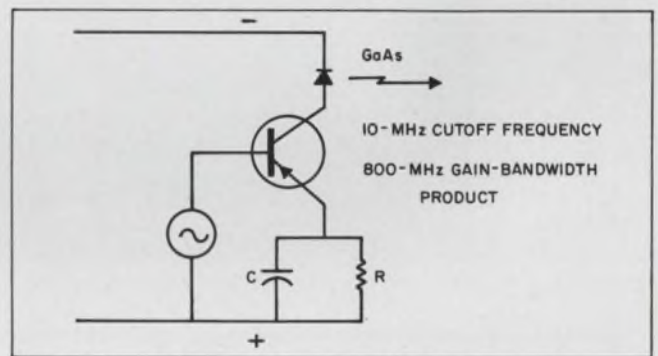 −
GaAs
10-MHz CUTOFF FREQUENCY
800-MHz GAIN-BANDWIDTH
PRODUCT
C
R
+